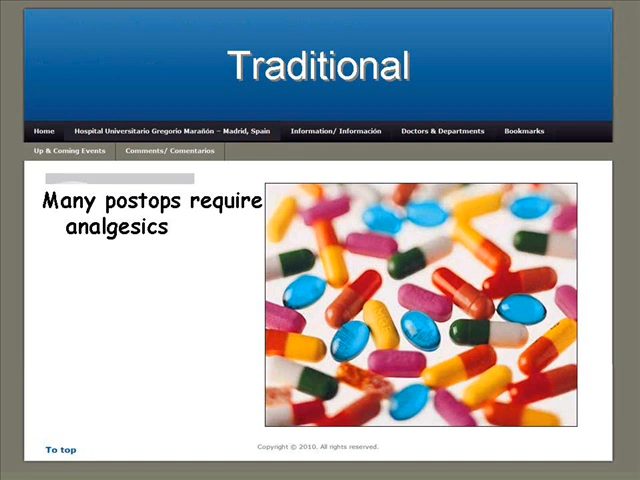 Traditional
Home Hospital Universitario Gregorio Marañón – Madrid, Spain Information/ Información Doctors & Departments Bookmarks
Up & Coming Events Comments/ Comentarios
Many postops require
analgesics
To top
Copyright © 2010. All rights reserved.